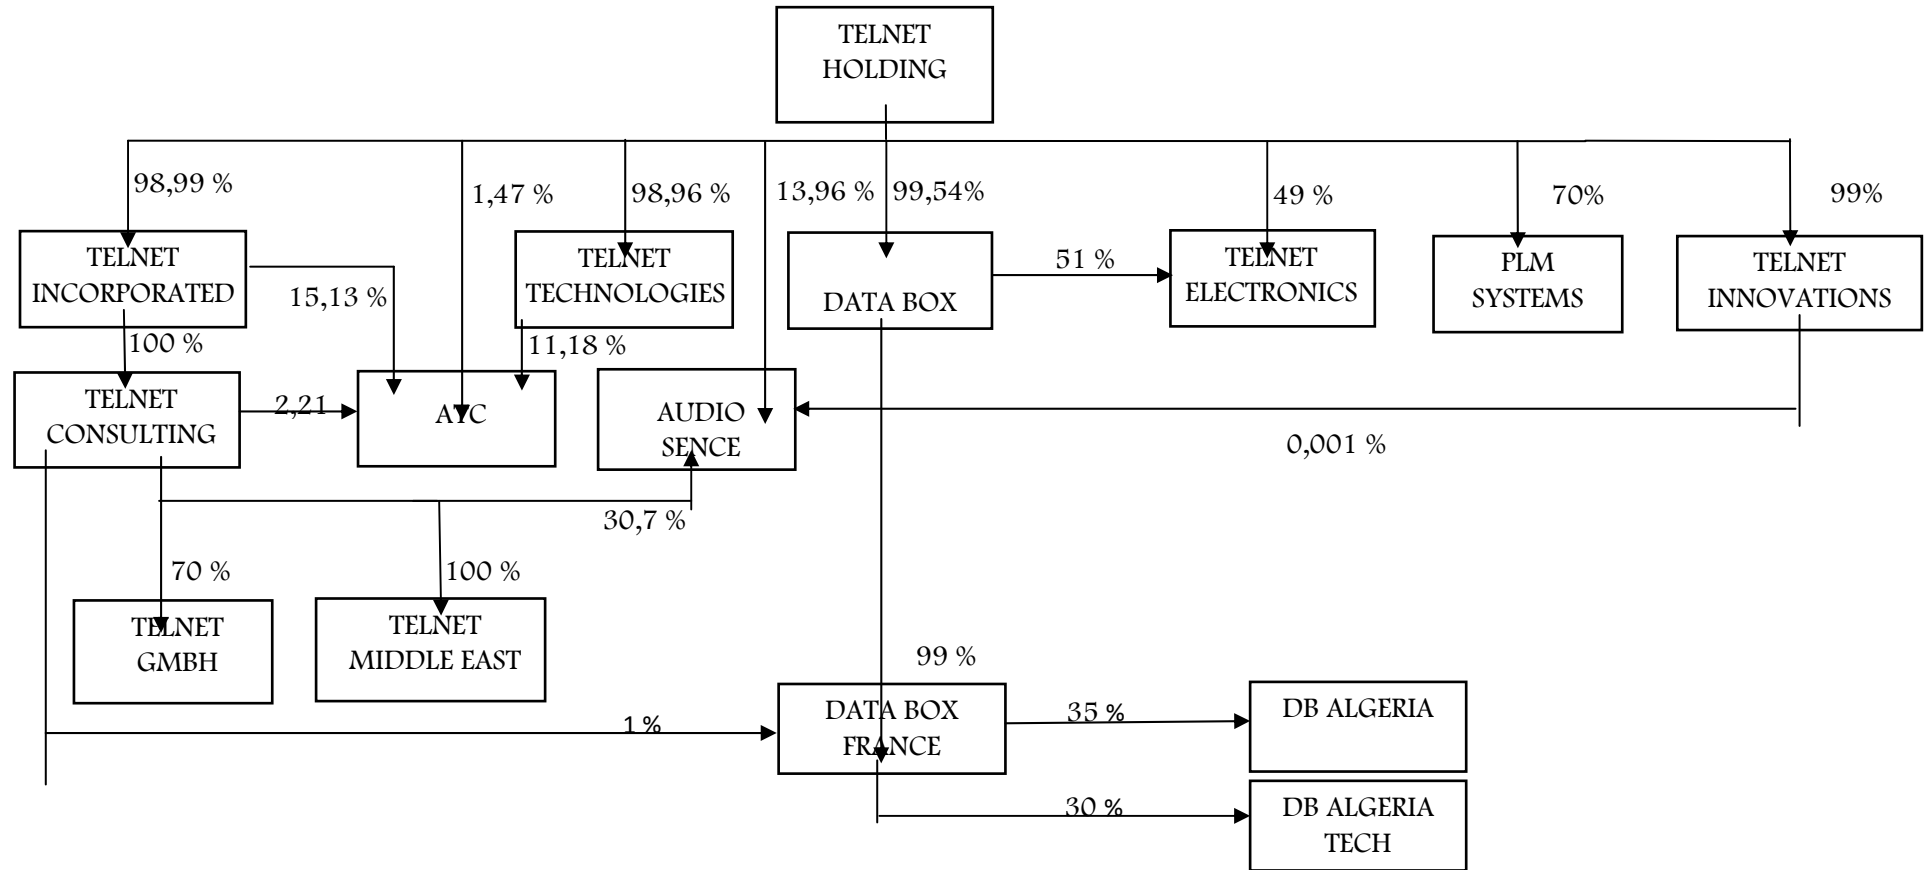 TELNET
HOLDING
98,99 %
1,47 %
98,96 %
13,96 %
99,54%
49 %
70%
99%
TELNET
INCORPORATED
TELNET
TECHNOLOGIES
DATA BOX
51 %
TELNET
ELECTRONICS
PLM
SYSTEMS
TELNET
INNOVATIONS
15,13 %
100 %
11,18 %
TELNET
CONSULTING
2,21
AYC
AUDIO
SENCE
0,001 %
30,7 %
70 %
100 %
TELNET
GMBH
TELNET
MIDDLE EAST
99 %
1 %
DATA BOX
FRANCE
35 %
DB ALGERIA
30 %
DB ALGERIA
TECH